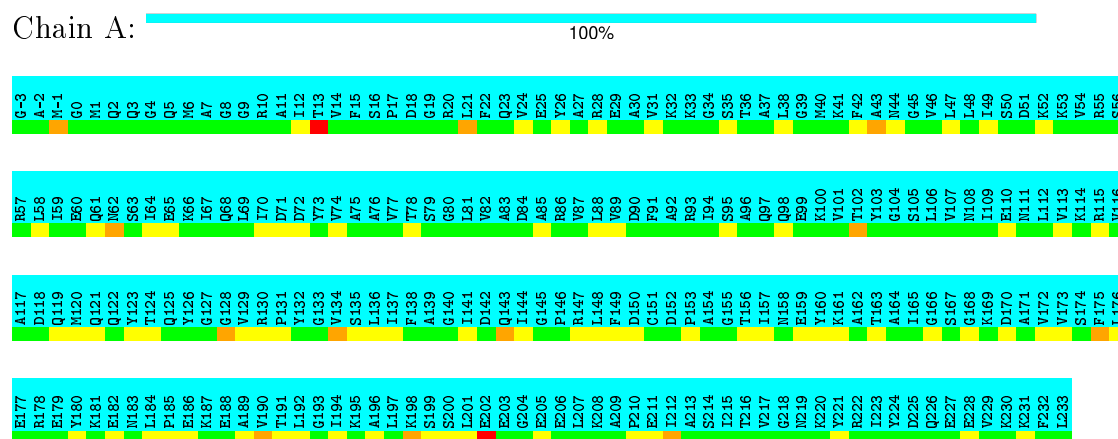 Chain A:
100%
G-3 A-2 M-1 G0 M1 Q2 Q3 G4 Q5 M6 A7 G8 G9 R10 A11 I12 T13 V14 F15 S16 P17 D18 G19 R20 L21 F22 Q23 V24 E25 Y26 A27 R28 E29 A30 V31 K32 K33 G34 S35 T36 A37 L38 G39 M40 K41 F42 A43 N44 G45 V46 L47 L48 I49 S50 D51 K52 K53 V54 R55
R57 L58 I59 E60 Q61 N62 S63 I64 E65 K66 I67 Q68 L69 I70 D71 D72 Y73 V74 A75 A76 V77 T78 S79 G80 L81 V82 A83 D84 A85 R86 V87 L88 V89 D90 F91 A92 R93 I94 S95 A96 Q97 Q98 E99 K100 V101 T102 Y103 G104 S105 L106 V107 N108 I109 E110 N111 L112 V113 K114 R115
A117 D118 Q119 M120 Q121 Q122 Y123 T124 Q125 Y126 G127 G128 V129 R130 P131 Y132 G133 V134 S135 L136 I137 F138 A139 G140 I141 D142 Q143 I144 G145 P146 R147 L148 F149 D150 C151 D152 P153 A154 G155 T156 I157 N158 E159 Y160 K161 A162 T163 A164 I165 G166 S167 G168 K169 D170 A171 V172 V173 S174 F175
E177 R178 E179 Y180 K181 E182 N183 L184 P185 E186 K187 E188 A189 V190 T191 L192 G193 I194 K195 A196 L197 K198 S199 S200 L201 E202 E203 G204 E205 E206 L207 K208 A209 P210 E211 I212 A213 S214 I215 T216 V217 G218 N219 K220 Y221 R222 I223 Y224 D225 Q226 E227 E228 V229 K230 K231 F232 L233